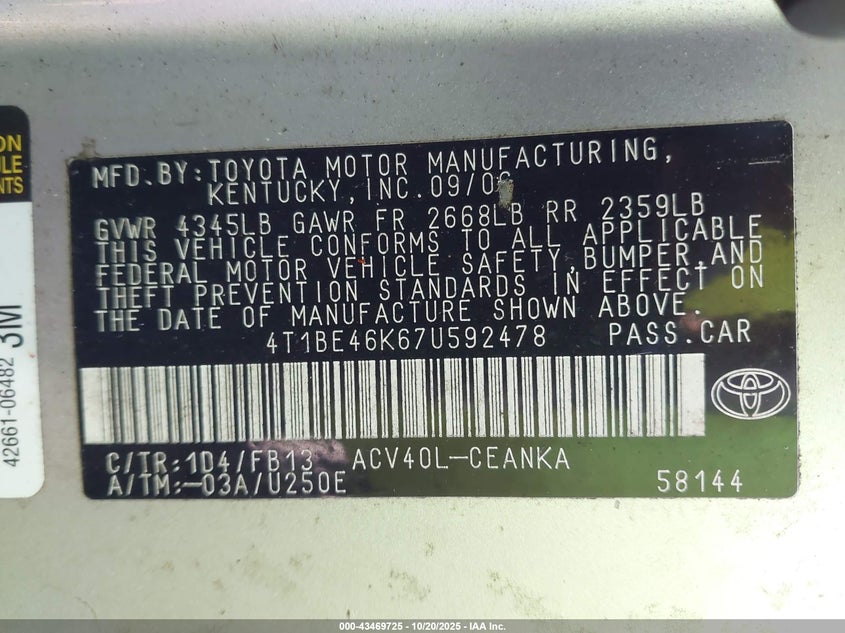 ON
ULE
NTS
3M
42661-06482
MFD.BY:TOYOTA MOTOR MANUFACTURING,
KENTUCKY,INC.09/06
GVWR 4345LB GAWR FR 2668LB RR 2359LB
THIS VEHICLE CONFORMS TO ALL APPLICABLE
FEDERAL MOTOR VEHICLE SAFETY,BUMPER,AND
THEFT PREVENTION STANDARDS IN EFFECT ON
THE DATE OF MANUFACTURE SHOWN ABOVE.
4T1BE46K67U592478 PASS.CAR
C/TR:1D4/FB13 ACV40L-CEANKA
A/TM:-03A/U250E 58144
000-43469725 - 10/20/2025 - IAA Inc.